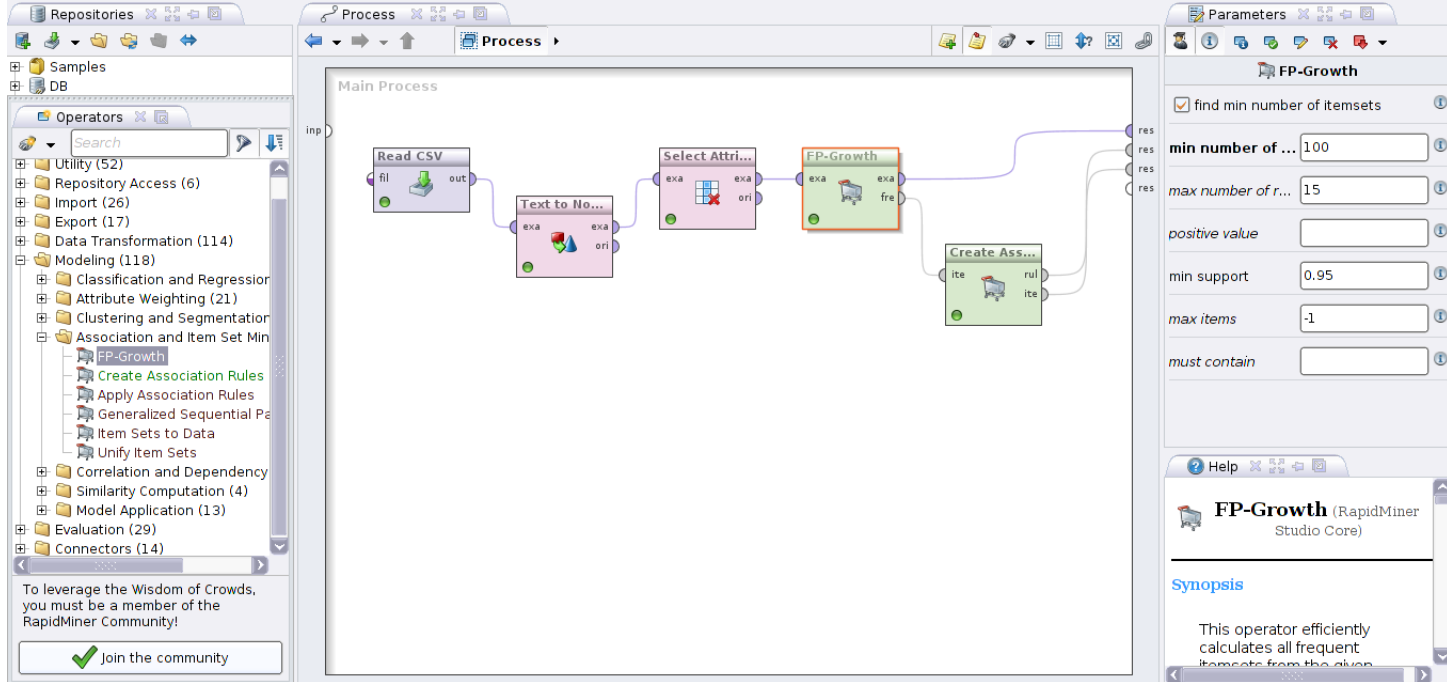 Repositories
Samples
DB
Operators
Search
Utility (52)
Repository Access (6)
Import (26)
Export (17)
Data Transformation (114)
Modeling (118)
Classification and Regression
Attribute Weighting (21)
Clustering and Segmentation
Association and Item Set Min
FP-Growth
Create Association Rules
Apply Association Rules
Generalized Sequential Pa
Item Sets to Data
Unify Item Sets
Correlation and Dependency
Similarity Computation (4)
Model Application (13)
Evaluation (29)
Connectors (14)
To leverage the Wisdom of Crowds,
you must be a member of the
RapidMiner Community!
Join the community
Process
Process
Main Process
inp
Read CSV
fil out
Text to No...
exa exa
ori
Select Attri...
exa exa
ori
FP-Growth
exa exa
fre
Create Ass...
ite rul
ite
res
res
res
res
Parameters
FP-Growth
find min number of itemsets
min number of ... 100
max number of r... 15
positive value
min support 0.95
max items -1
must contain
Help
FP-Growth (RapidMiner
Studio Core)
Synopsis
This operator efficiently
calculates all frequent
itemsets from the given